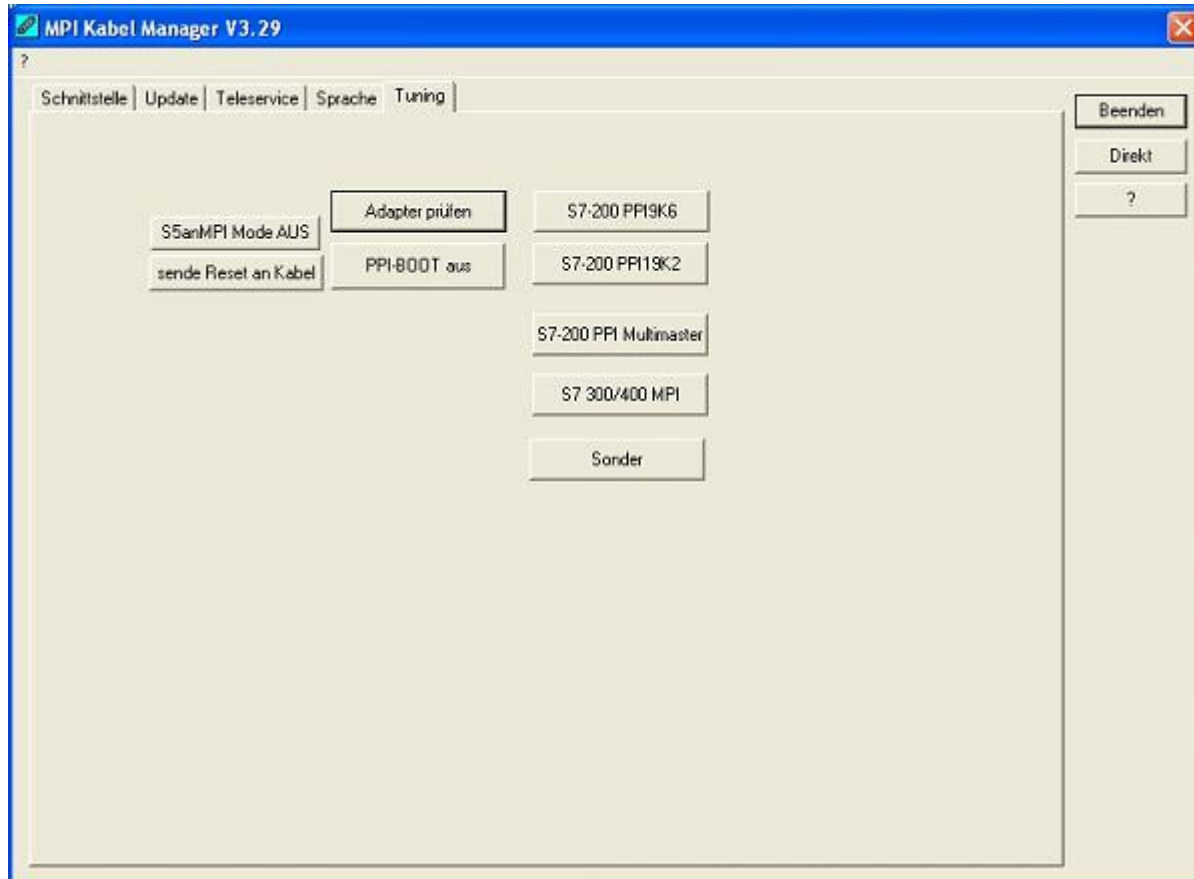 MPI Kabel Manager V3.29
?
Schnittstelle
Update
Teleservice
Sprache
Tuning
Beenden
Direkt
?
Adapter prüfen
S7-200 PPI9K6
S5anMPI Mode AUS
PPI-BOOT aus
S7-200 PPI19K2
sende Reset an Kabel
S7-200 PPI Multimaster
S7 300/400 MPI
Sonder